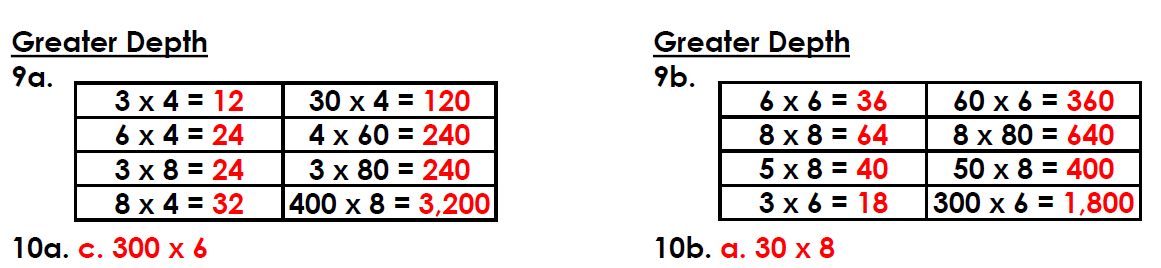 Greater Depth
9a.
3 x 4 = 12 30 x 4 = 120
6 x 4 = 24 4 x 60 = 240
3 x 8 = 24 3 x 80 = 240
8 x 4 = 32 400 x 8 = 3,200
10a. c. 300 x 6
Greater Depth
9b.
6 x 6 = 36 60 x 6 = 360
8 x 8 = 64 8 x 80 = 640
5 x 8 = 40 50 x 8 = 400
3 x 6 = 18 300 x 6 = 1,800
10b. a. 30 x 8